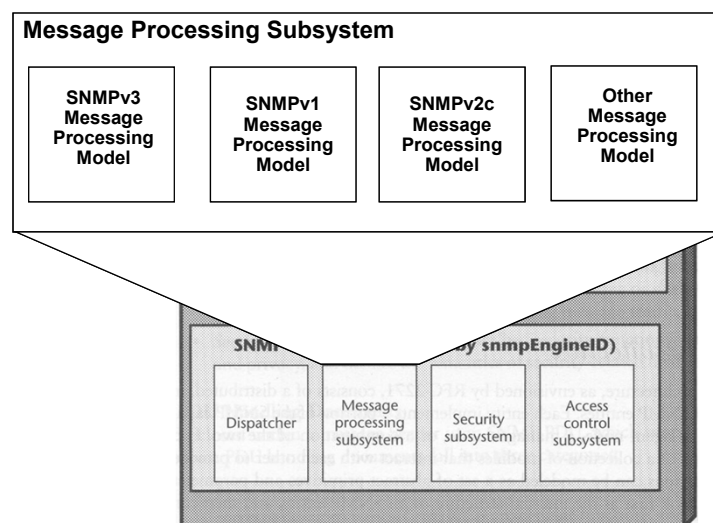 Message Processing Subsystem
SNMPv3
Message
Processing
Model
SNMPv1
Message
Processing
Model
SNMPv2c
Message
Processing
Model
Other
Message
Processing
Model
by snmpEngineID)
Dispatcher
Message
processing
subsystem
Security
subsystem
Access
control
subsystem